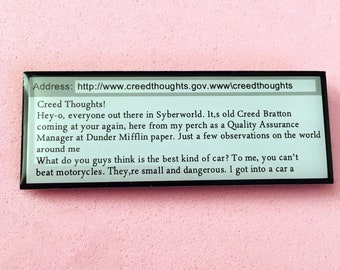 Address: http://www.creedthoughts.gov.www\creedthoughts
Creed Thoughts!
Hey-o, everyone out there in Syberworld. It,s old Creed Bratton
coming at your again, here from my perch as a Quality Assurance
Manager at Dunder Mifflin paper. Just a few observations on the world
around me
What do you guys think is the best kind of car? To me, you can't
beat motorycles. They,re small and dangerous. I got into a car a